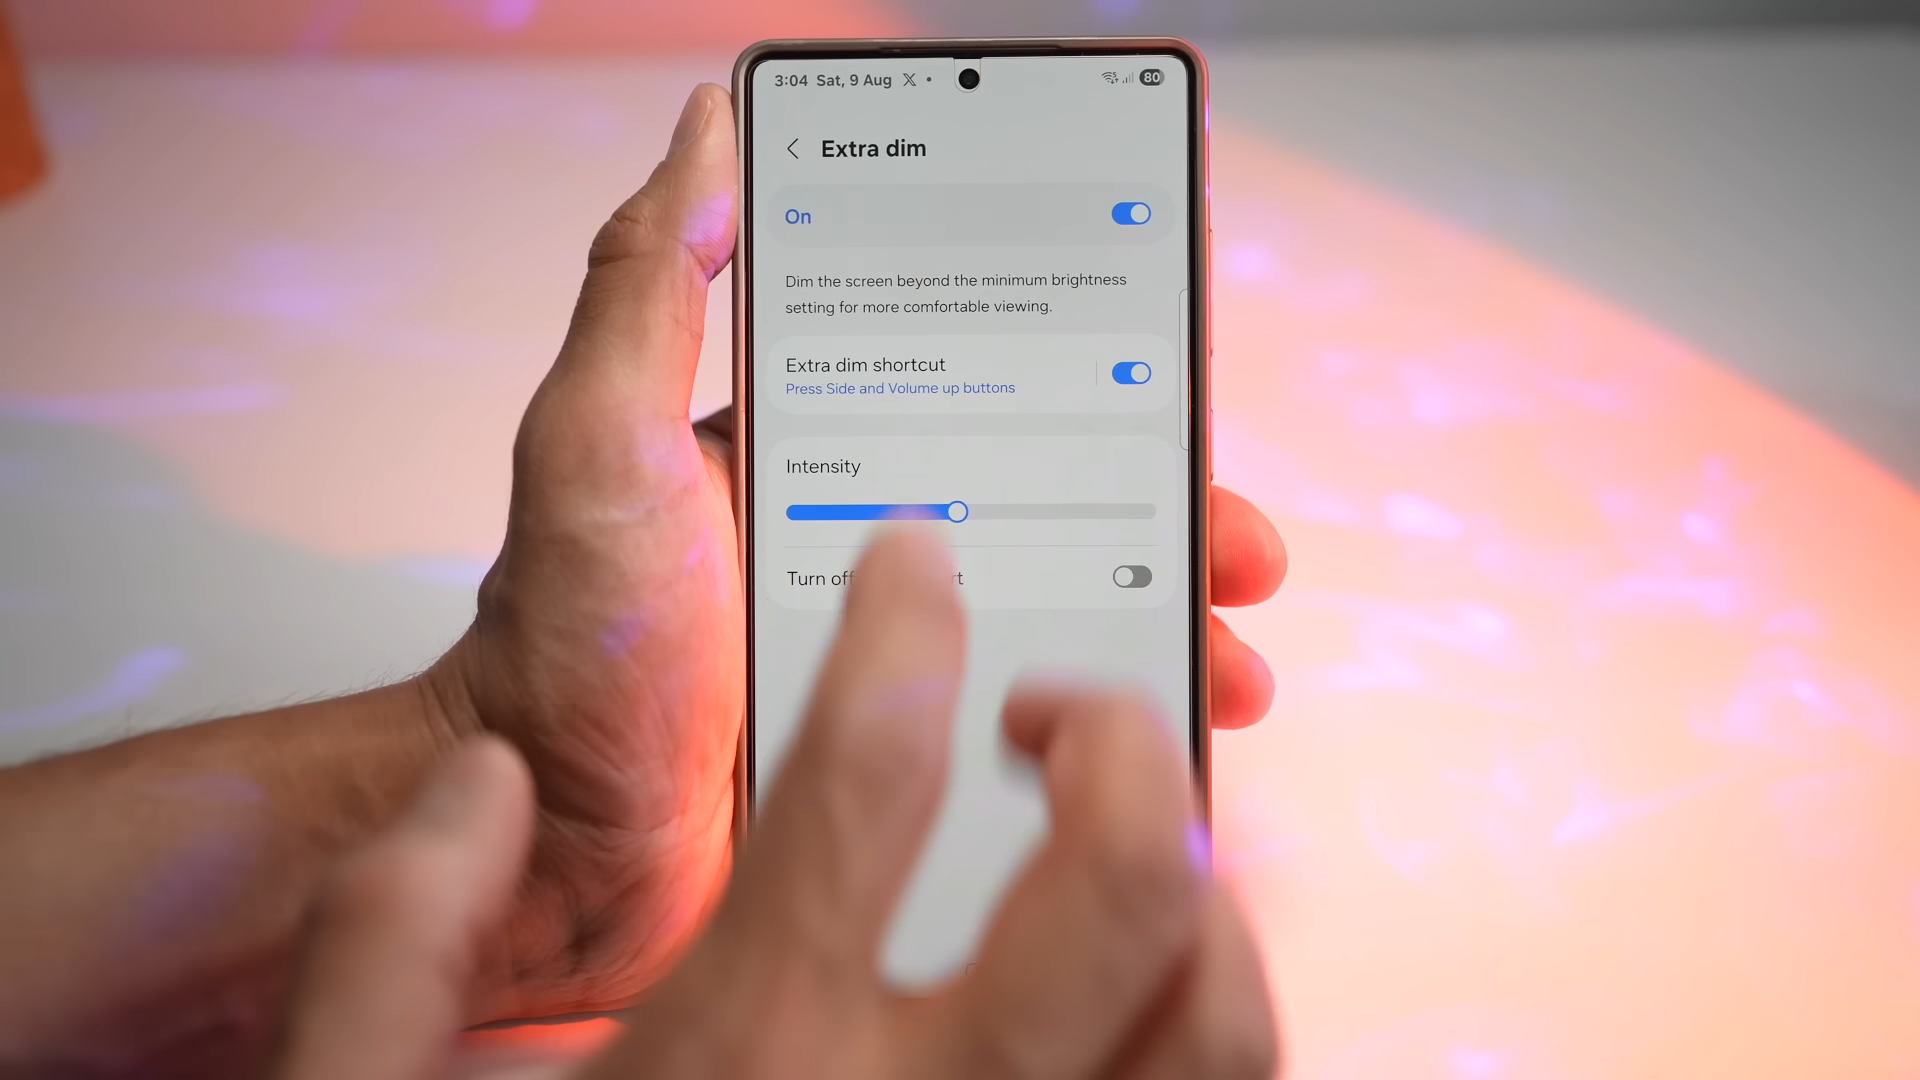 3:04 Sat, 9 Aug X • 80
Extra dim
On
Dim the screen beyond the minimum brightness
setting for more comfortable viewing.
Extra dim shortcut
Press Side and Volume up buttons
Intensity
Turn off